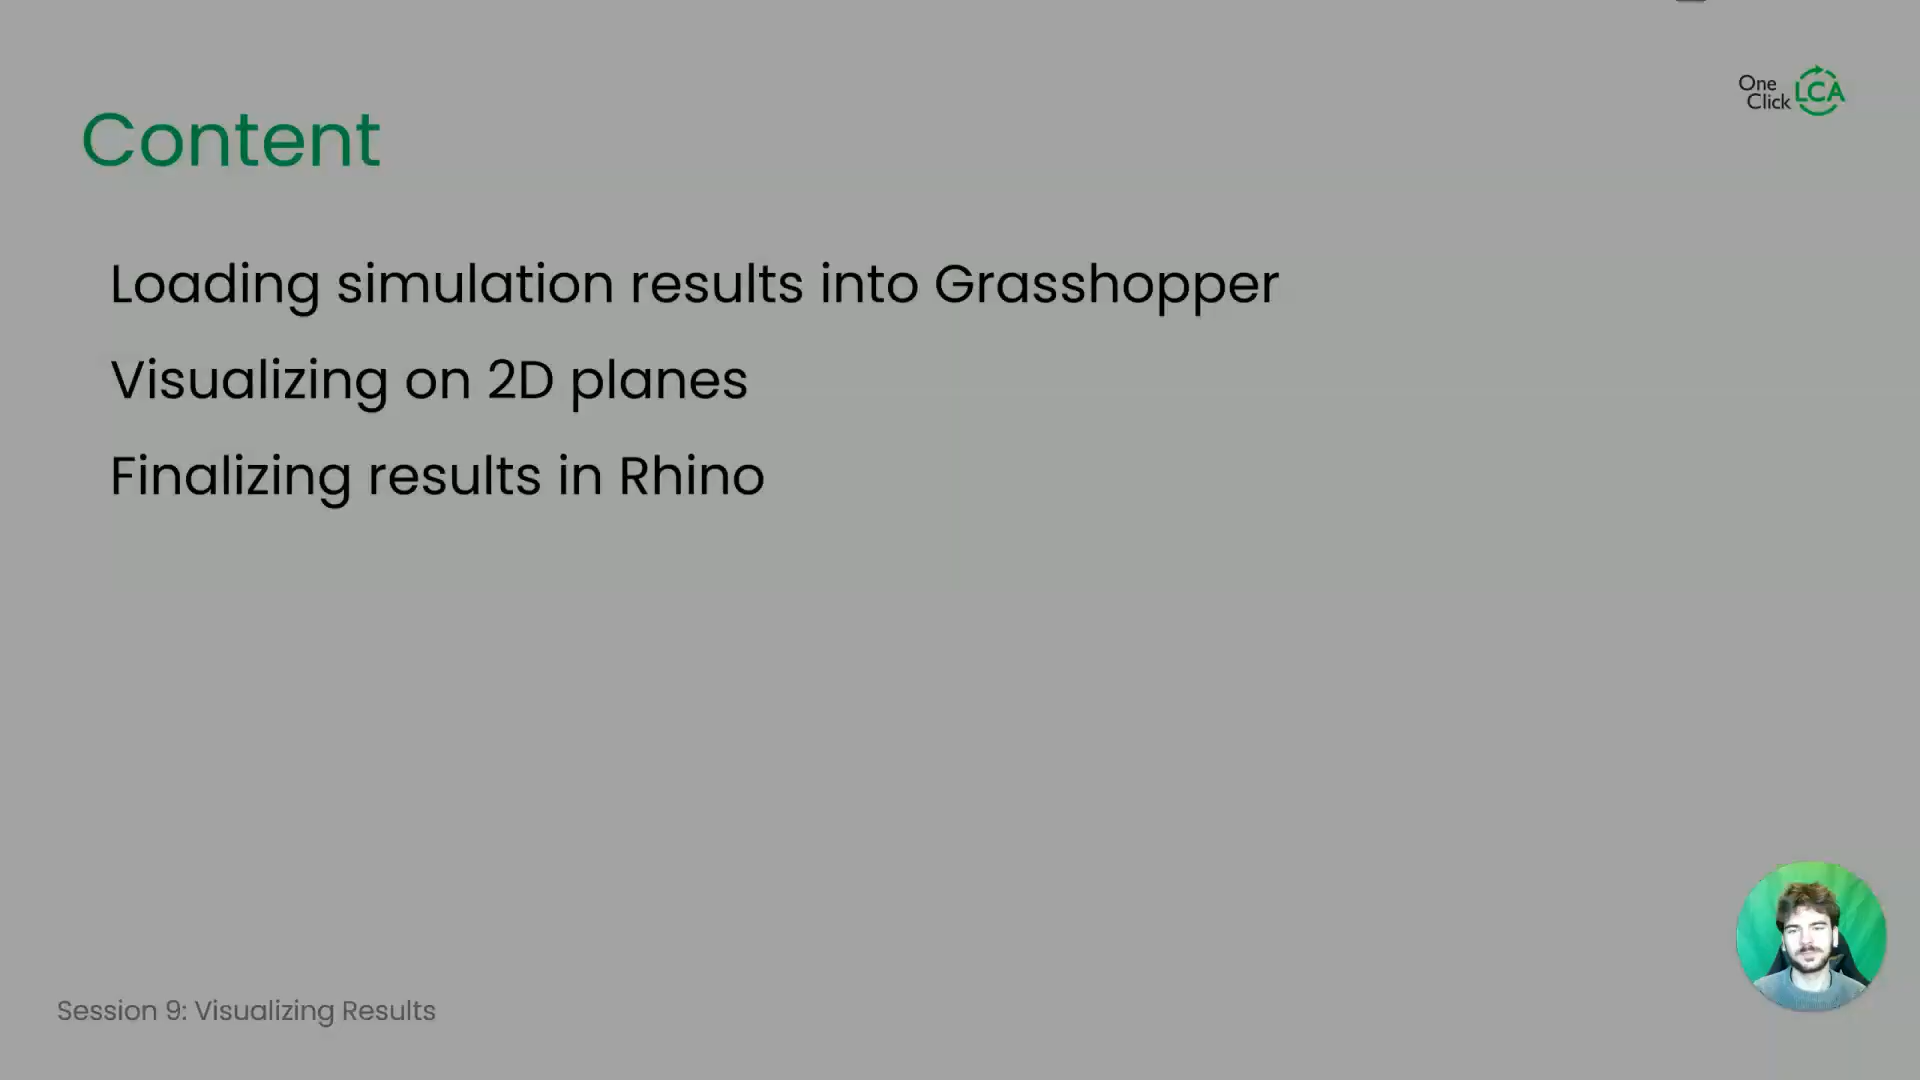 One
Click LCA
Content
Loading simulation results into Grasshopper
Visualizing on 2D planes
Finalizing results in Rhino
Session 9: Visualizing Results